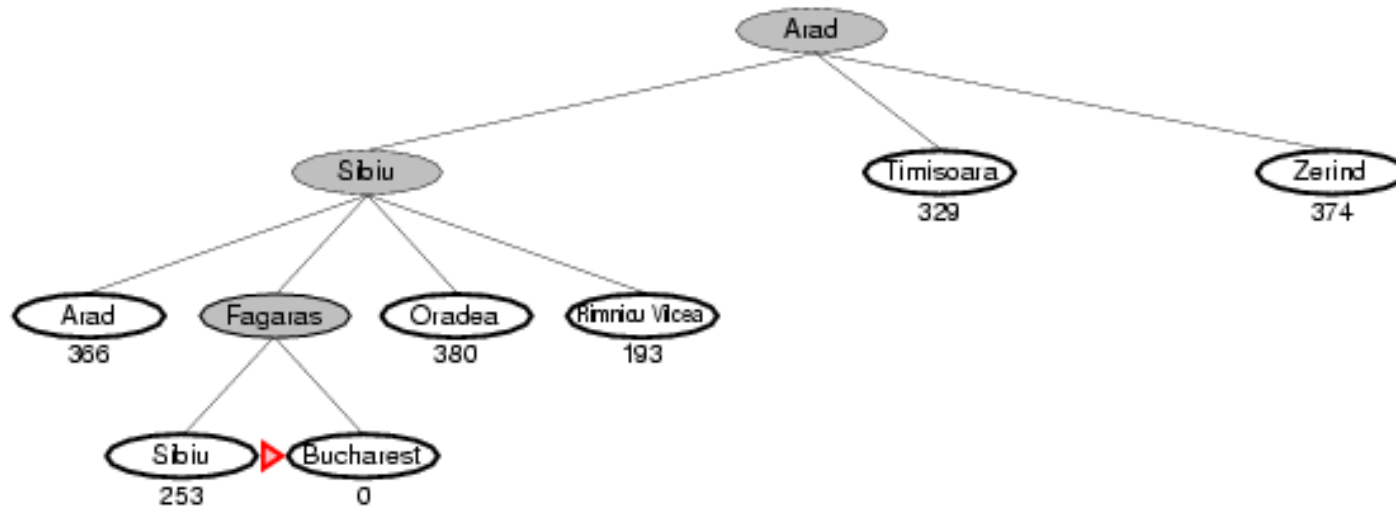 Arad
Sibiu
Timisoara
Zerind
329
374
Arad
Fagaras
Oradea
Rimnicu Vilcea
366
380
193
Sibiu
Bucharest
253
0